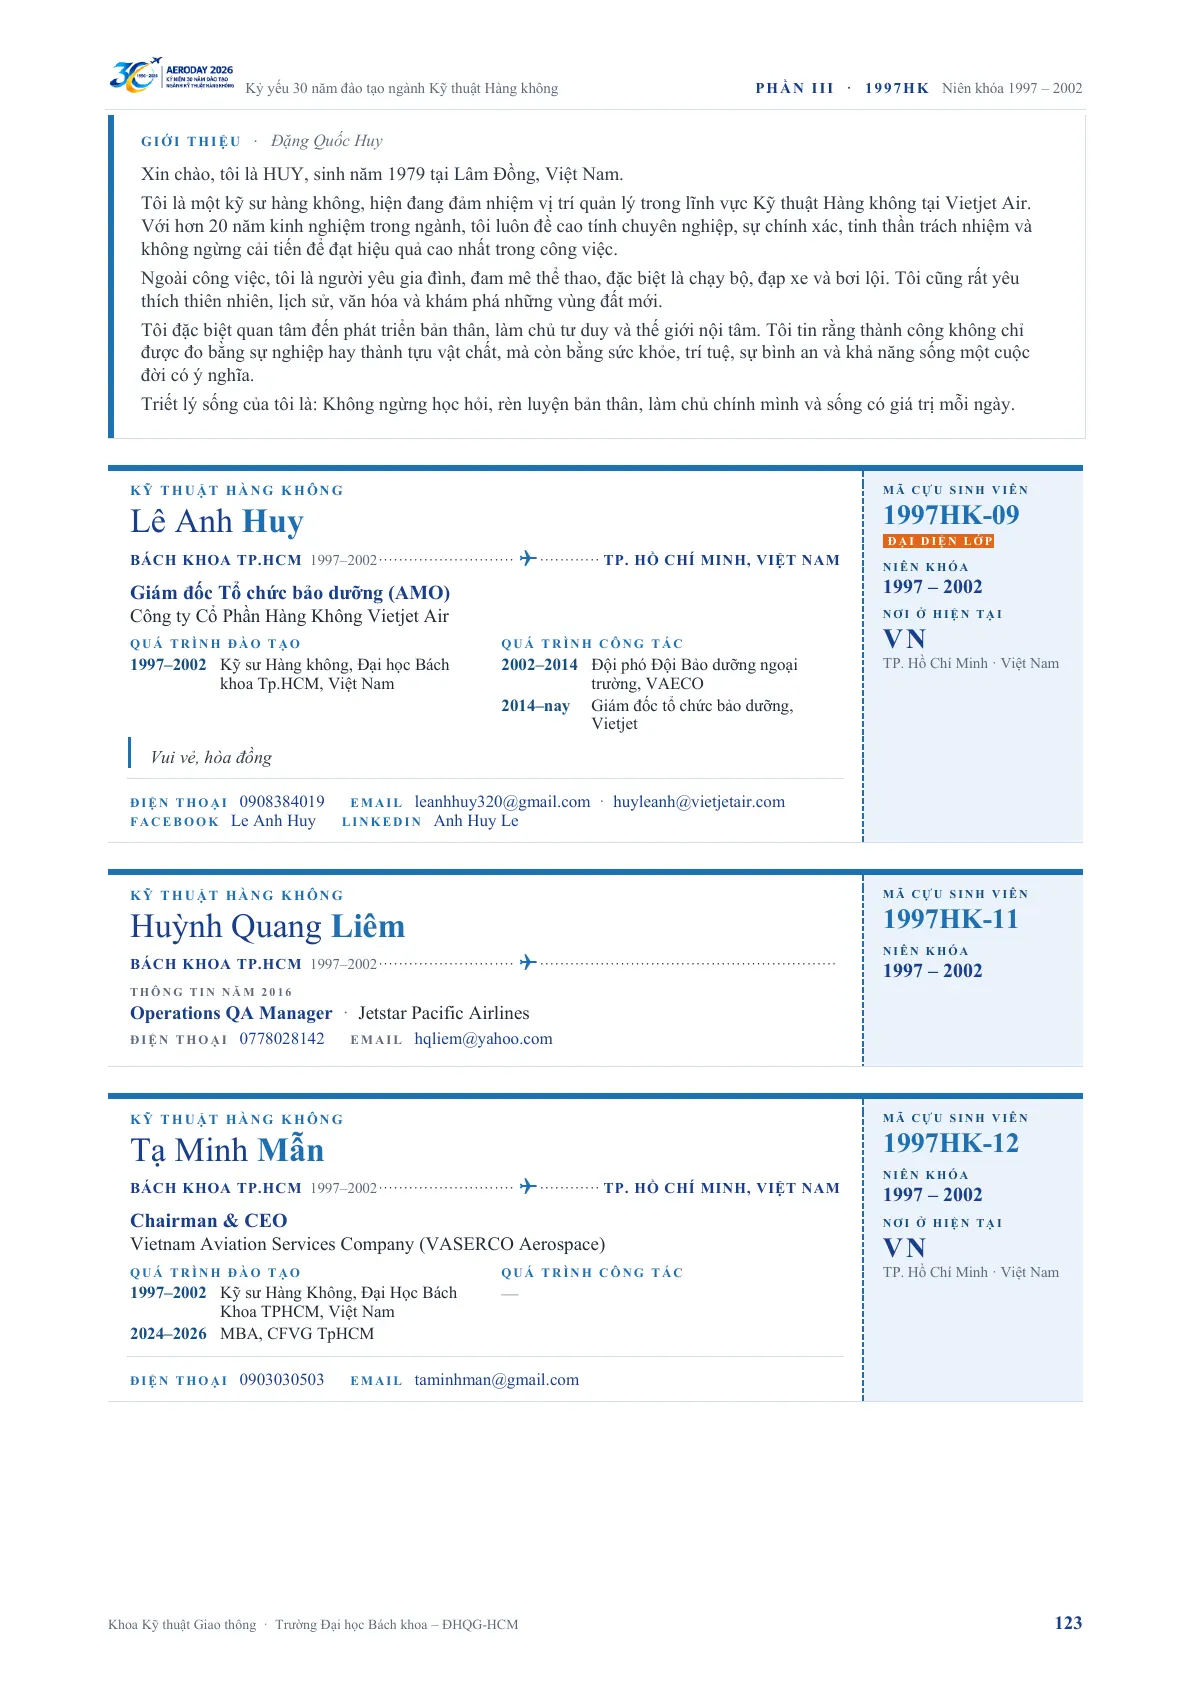 30
1996 - 2026
AERODAY 2026
KỶ NIỆM 30 NĂM ĐÀO TẠO
NGÀNH KỸ THUẬT HÀNG KHÔNG
Kỷ yếu 30 năm đào tạo ngành Kỹ thuật Hàng không
PHẦN III · 1997HK Niên khóa 1997 – 2002
GIỚI THIỆU · Đặng Quốc Huy
Xin chào, tôi là HUY, sinh năm 1979 tại Lâm Đồng, Việt Nam.
Tôi là một kỹ sư hàng không, hiện đang đảm nhiệm vị trí quản lý trong lĩnh vực Kỹ thuật Hàng không tại Vietjet Air.
Với hơn 20 năm kinh nghiệm trong ngành, tôi luôn đề cao tính chuyên nghiệp, sự chính xác, tinh thần trách nhiệm và
không ngừng cải tiến để đạt hiệu quả cao nhất trong công việc.
Ngoài công việc, tôi là người yêu gia đình, đam mê thể thao, đặc biệt là chạy bộ, đạp xe và bơi lội. Tôi cũng rất yêu
thích thiên nhiên, lịch sử, văn hóa và khám phá những vùng đất mới.
Tôi đặc biệt quan tâm đến phát triển bản thân, làm chủ tư duy và thế giới nội tâm. Tôi tin rằng thành công không chỉ
được đo bằng sự nghiệp hay thành tựu vật chất, mà còn bằng sức khỏe, trí tuệ, sự bình an và khả năng sống một cuộc
đời có ý nghĩa.
Triết lý sống của tôi là: Không ngừng học hỏi, rèn luyện bản thân, làm chủ chính mình và sống có giá trị mỗi ngày.
KỸ THUẬT HÀNG KHÔNG
Lê Anh Huy
BÁCH KHOA TP.HCM 1997–2002 TP. HỒ CHÍ MINH, VIỆT NAM
Giám đốc Tổ chức bảo dưỡng (AMO)
Công ty Cổ Phần Hàng Không Vietjet Air
QUÁ TRÌNH ĐÀO TẠO
1997–2002 Kỹ sư Hàng không, Đại học Bách
khoa Tp.HCM, Việt Nam
QUÁ TRÌNH CÔNG TÁC
2002–2014 Đội phó Đội Bảo dưỡng ngoại
trường, VAECO
2014–nay Giám đốc tổ chức bảo dưỡng,
Vietjet
Vui vẻ, hòa đồng
ĐIỆN THOẠI 0908384019 EMAIL leanhhuy320@gmail.com · huyleanh@vietjetair.com
FACEBOOK Le Anh Huy LINKEDIN Anh Huy Le
MÃ CỰU SINH VIÊN
1997HK-09
ĐẠI DIỆN LỚP
NIÊN KHÓA
1997 – 2002
NƠI Ở HIỆN TẠI
VN
TP. Hồ Chí Minh · Việt Nam
KỸ THUẬT HÀNG KHÔNG
Huỳnh Quang Liêm
BÁCH KHOA TP.HCM 1997–2002
THÔNG TIN NĂM 2016
Operations QA Manager · Jetstar Pacific Airlines
ĐIỆN THOẠI 0778028142 EMAIL hqliem@yahoo.com
MÃ CỰU SINH VIÊN
1997HK-11
NIÊN KHÓA
1997 – 2002
KỸ THUẬT HÀNG KHÔNG
Tạ Minh Mẫn
BÁCH KHOA TP.HCM 1997–2002 TP. HỒ CHÍ MINH, VIỆT NAM
Chairman & CEO
Vietnam Aviation Services Company (VASERCO Aerospace)
QUÁ TRÌNH ĐÀO TẠO
1997–2002 Kỹ sư Hàng Không, Đại Học Bách
Khoa TPHCM, Việt Nam
2024–2026 MBA, CFVG TpHCM
QUÁ TRÌNH CÔNG TÁC
—
ĐIỆN THOẠI 0903030503 EMAIL taminhman@gmail.com
MÃ CỰU SINH VIÊN
1997HK-12
NIÊN KHÓA
1997 – 2002
NƠI Ở HIỆN TẠI
VN
TP. Hồ Chí Minh · Việt Nam
Khoa Kỹ thuật Giao thông · Trường Đại học Bách khoa – ĐHQG-HCM
123